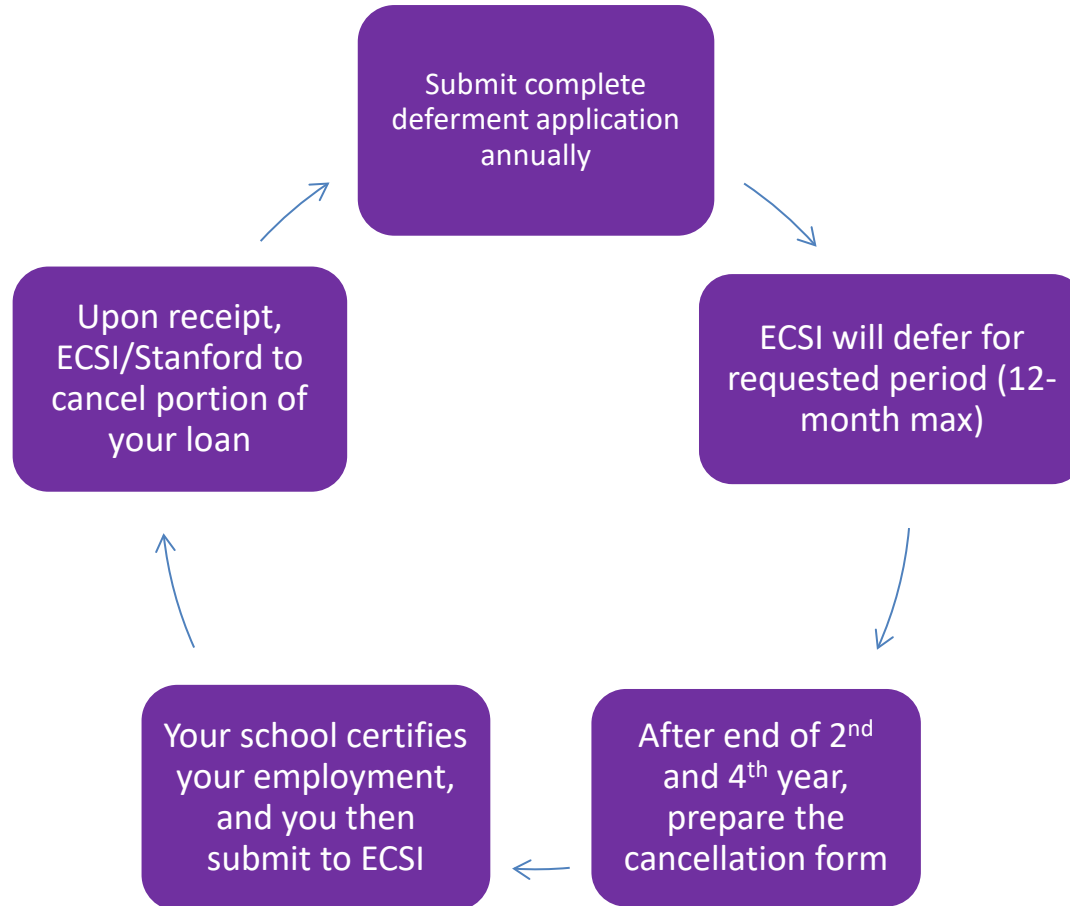 Submit complete
deferment application
annually
ECSI will defer for
requested period (12-
month max)
After end of 2nd
and 4th year,
prepare the
cancellation form
Your school certifies
your employment,
and you then
submit to ECSI
Upon receipt,
ECSI/Stanford to
cancel portion of
your loan